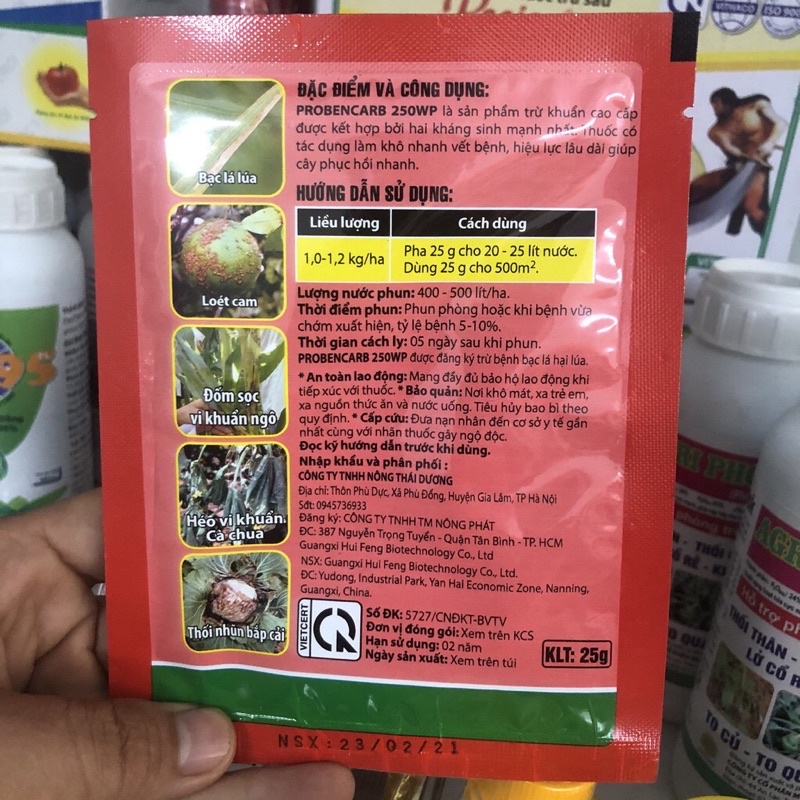 ĐẶC ĐIỂM VÀ CÔNG DỤNG:
PROBENCARB 250WP là sản phẩm trừ khuẩn cao cấp
được kết hợp bởi hai kháng sinh mạnh nhất. Thuốc có
tác dụng làm khô nhanh vết bệnh, hiệu lực lâu dài giúp
cây phục hồi nhanh.
HƯỚNG DẪN SỬ DỤNG:
Liều lượng
Cách dùng
1,0-1,2 kg/ha
Pha 25 g cho 20 - 25 lít nước.
Dùng 25 g cho 500m².
Lượng nước phun: 400 - 500 lít/ha.
Thời điểm phun: Phun phòng hoặc khi bệnh vừa
chớm xuất hiện, tỷ lệ bệnh 5-10%.
Thời gian cách ly: 05 ngày sau khi phun.
PROBENCARB 250WP được đăng ký trừ bệnh bạc lá hại lúa.
* An toàn lao động: Mang đầy đủ bảo hộ lao động khi
tiếp xúc với thuốc. * Bảo quản: Nơi khô mát, xa trẻ em,
xa nguồn thức ăn và nước uống. Tiêu hủy bao bì theo
quy định. * Cấp cứu: Đưa nạn nhân đến cơ sở y tế gần
nhất cùng với nhãn thuốc gây ngộ độc.
Đọc kỹ hướng dẫn trước khi dùng.
Nhập khẩu và phân phối :
CÔNG TY TNHH NÔNG THÁI DƯƠNG
Địa chỉ: Thôn Phù Dực, Xã Phù Đổng, Huyện Gia Lâm, TP Hà Nội
Sđt: 0945736933
Đăng ký: CÔNG TY TNHH TM NÔNG PHÁT
ĐC: 387 Nguyễn Trọng Tuyển - Quận Tân Bình - TP. HCM
Guangxi Hui Feng Biotechnology Co., Ltd
NSX: Guangxi Hui Feng Biotechnology Co., Ltd.
ĐC: Yudong, Industrial Park, Yan Hai Economic Zone, Nanning,
Guangxi, China.
VIETCERT
Số ĐK: 5727/CNĐKT-BVTV
Đơn vị đóng gói: Xem trên KCS
Hạn sử dụng: 02 năm
Ngày sản xuất: Xem trên túi
KLT: 25g
NSX:23/02/21
Bạc lá lúa
Loét cam
Đốm sọc
vi khuẩn ngô
Héo vi khuẩn
Cà chua
Thối nhũn bắp cải
TO CỦ - TO QUẢ